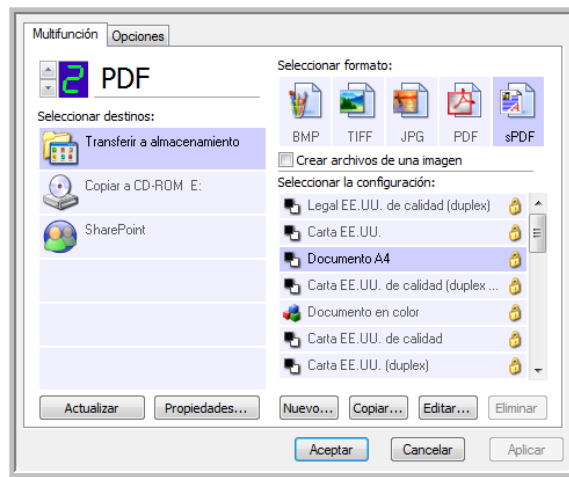 Multifunción
Opciones
2 PDF
Seleccionar destinos:
Transferir a almacenamiento
Copiar a CD-ROM E:
SharePoint
Actualizar
Propiedades...
Seleccionar formato:
BMP
TIFF
JPG
PDF
sPDF
Crear archivos de una imagen
Seleccionar la configuración:
Legal EE.UU. de calidad (duplex)
Carta EE.UU.
Documento A4
Carta EE.UU. de calidad (duplex ...
Documento en color
Carta EE.UU. de calidad
Carta EE.UU. (duplex)
Nuevo...
Copiar...
Editar...
Eliminar
Aceptar
Cancelar
Aplicar